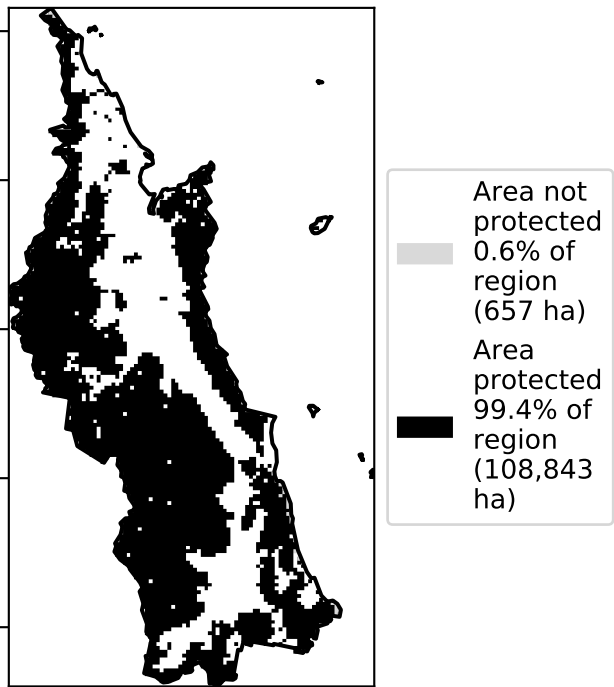 Area not
protected
0.6% of
region
(657 ha)
Area
protected
99.4% of
region
(108,843
ha)